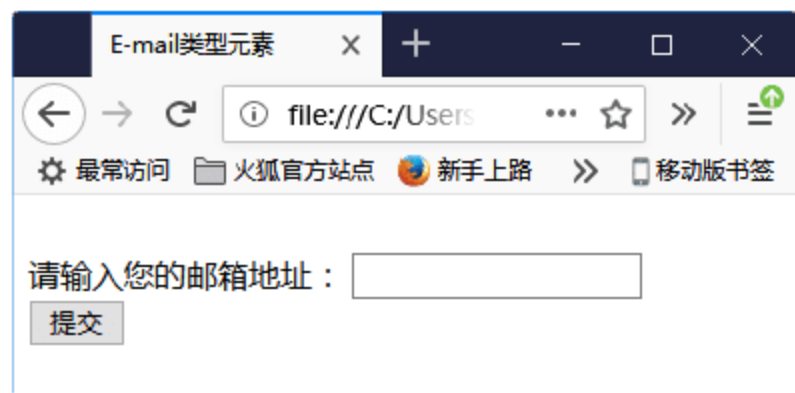 E-mail类型元素
file:///C:/Users
最常访问 火狐官方站点 新手上路 移动版书签
请输入您的邮箱地址：
提交